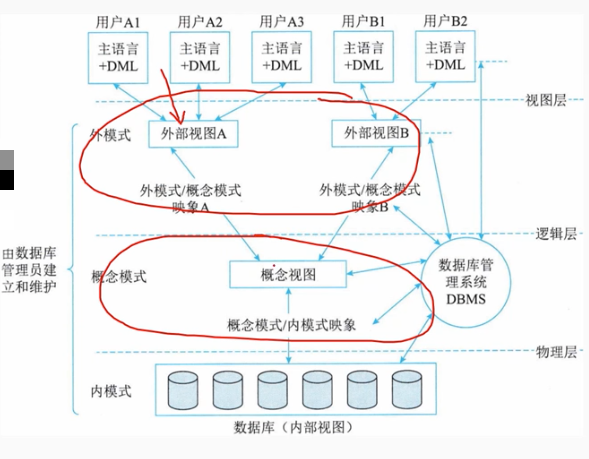 用户A1
用户A2
用户A3
用户B1
用户B2
主语言
+DML
主语言
+DML
主语言
+DML
主语言
+DML
主语言
+DML
视图层
外模式
外部视图A
外部视图B
外模式/概念模式
映象A
外模式/概念模式
映象B
逻辑层
由数据库
管理员建
立和维护
概念模式
概念视图
数据库管
理系统
DBMS
概念模式/内模式映象
物理层
内模式
数据库（内部视图）